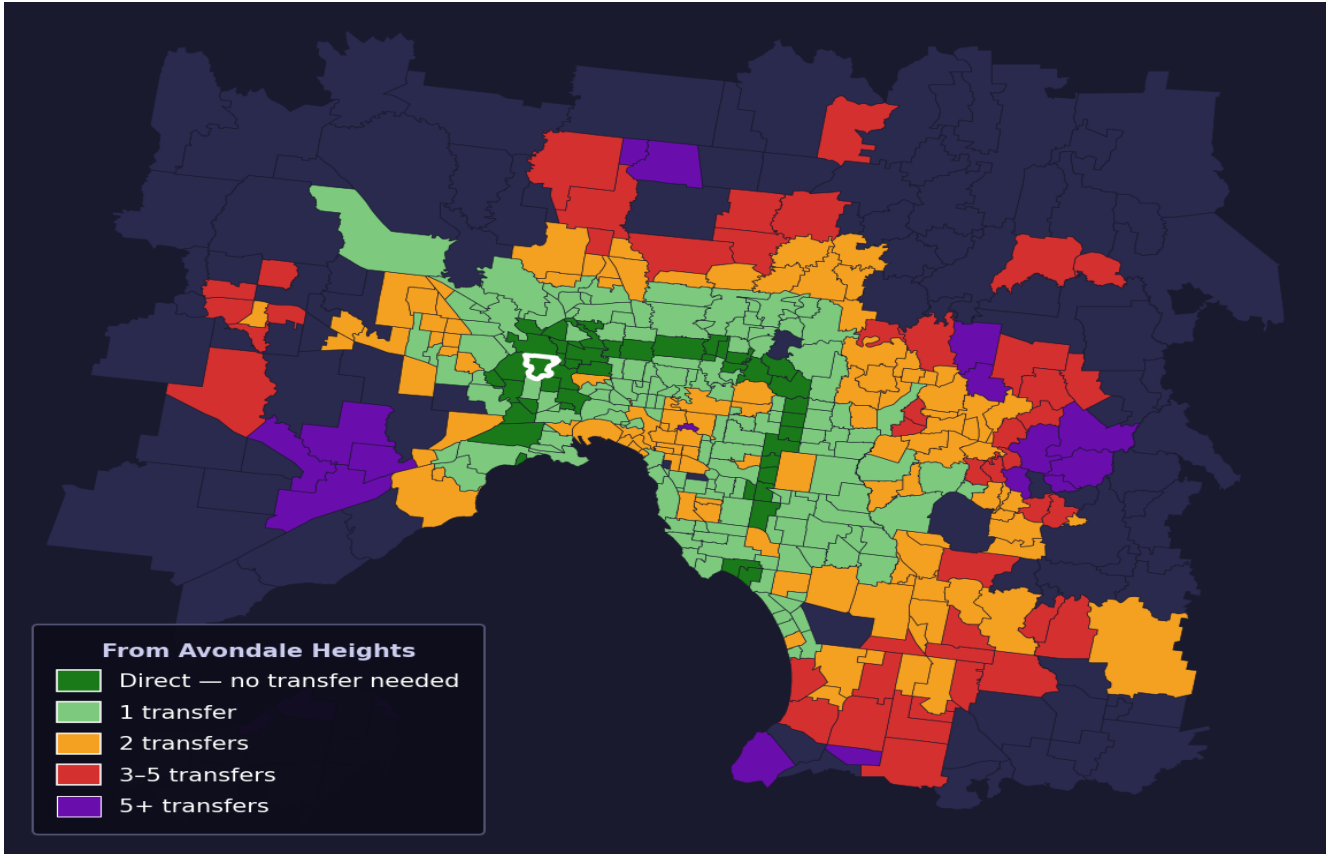 From Avondale Heights
Direct — no transfer needed
1 transfer
2 transfers
3–5 transfers
5+ transfers